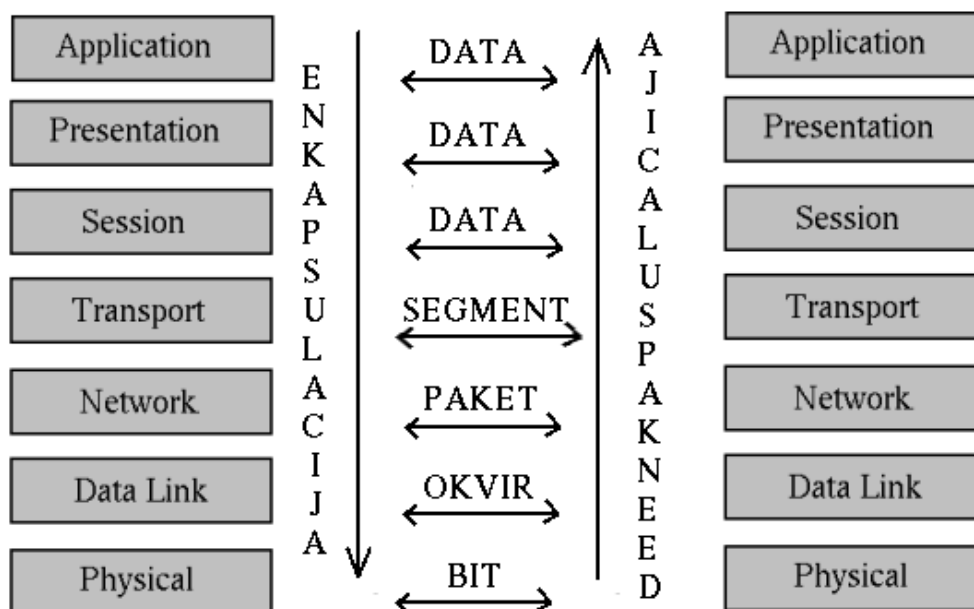 Application
Presentation
Session
Transport
Network
Data Link
Physical
ENKAPSULACIJA
DATA
DATA
DATA
SEGMENT
PAKET
OKVIR
BIT
DEENKAPSULACIJA
Application
Presentation
Session
Transport
Network
Data Link
Physical